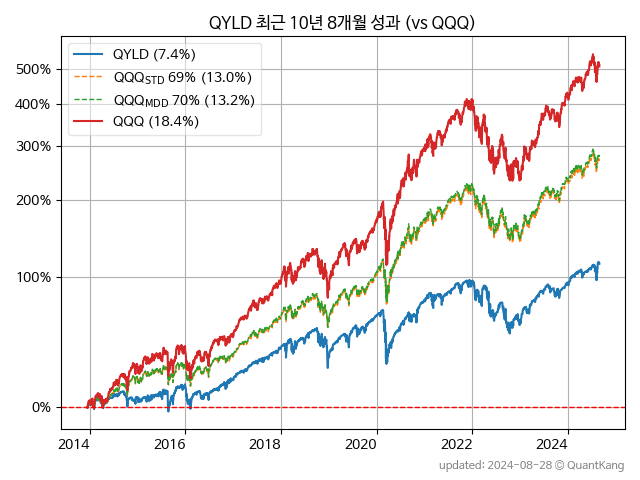 QYLD 최근 10년 8개월 성과 (vs QQQ)
QYLD (7.4%)
QQQSTD 69% (13.0%)
QQQMDD 70% (13.2%)
QQQ (18.4%)
500%
400%
300%
200%
100%
0%
2014 2016 2018 2020 2022 2024
updated: 2024-08-28 © QuantKang